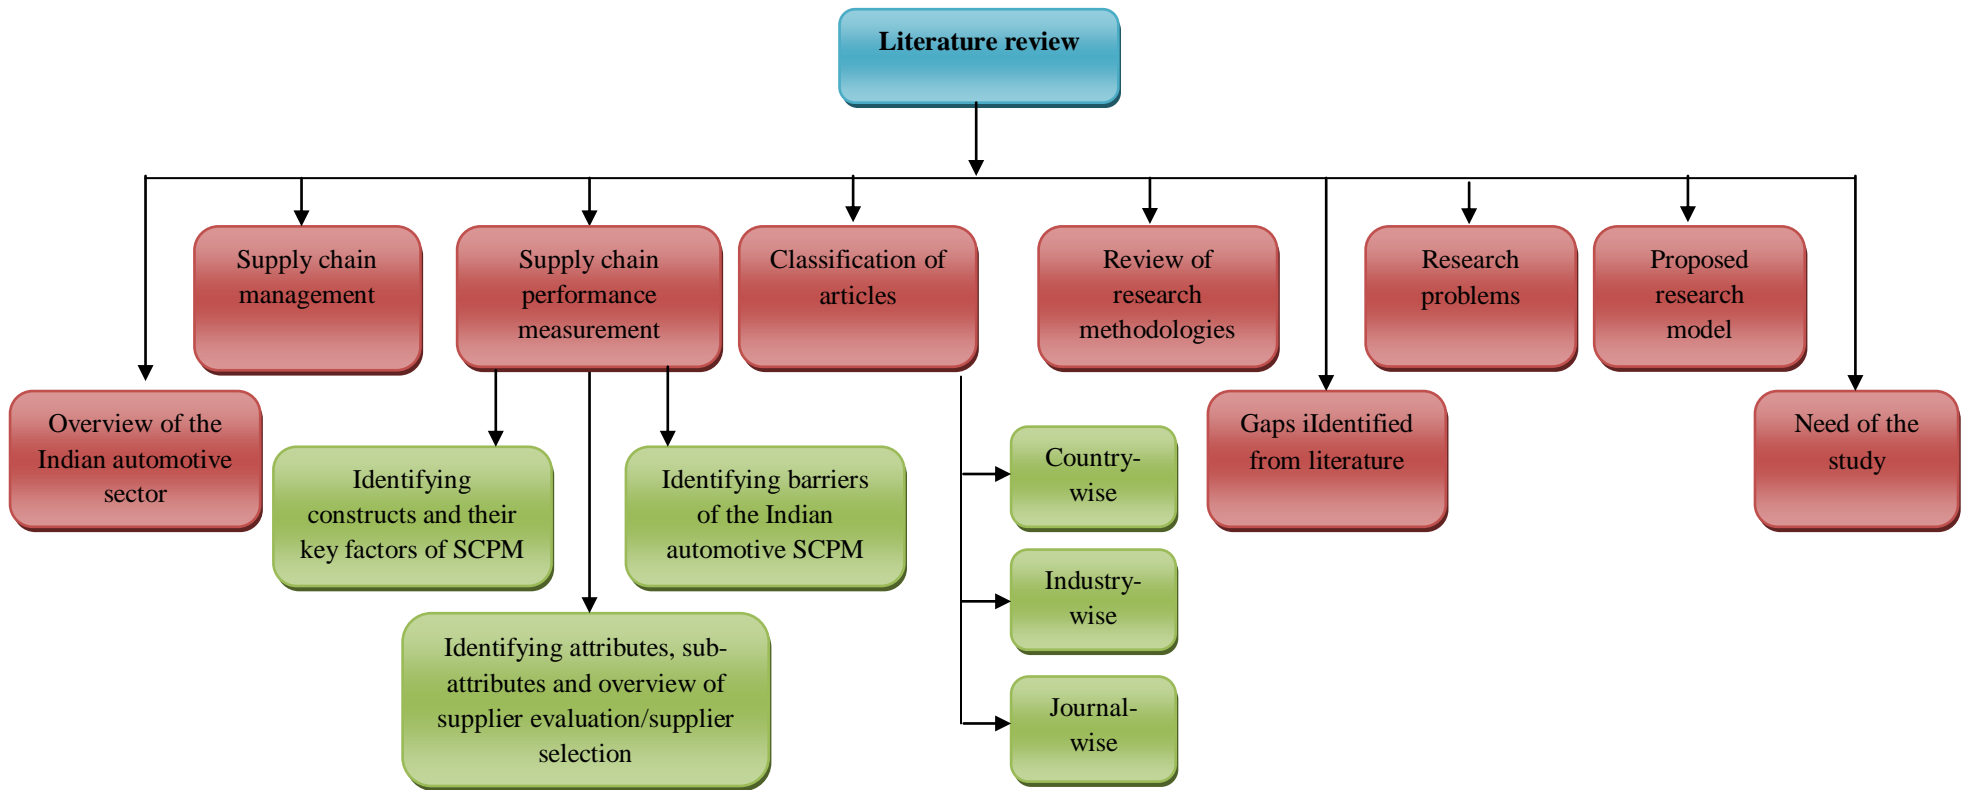 Literature review
Supply chain
management
Supply chain
performance
measurement
Classification of
articles
Review of
research
methodologies
Research
problems
Proposed
research
model
Overview of the
Indian automotive
sector
Gaps iIdentified
from literature
Need of the
study
Identifying
constructs and their
key factors of SCPM
Identifying barriers
of the Indian
automotive SCPM
Country-
wise
Industry-
wise
Identifying attributes, sub-
attributes and overview of
supplier evaluation/supplier
selection
Journal-
wise